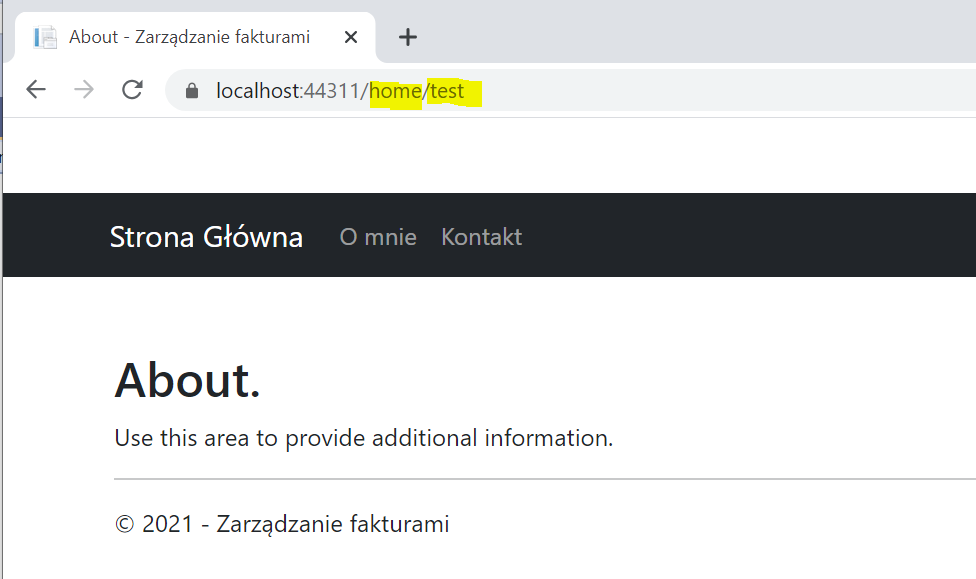 About - Zarządzanie fakturami
localhost:44311/home/test
Strona Główna O mnie Kontakt
About.
Use this area to provide additional information.
© 2021 - Zarządzanie fakturami